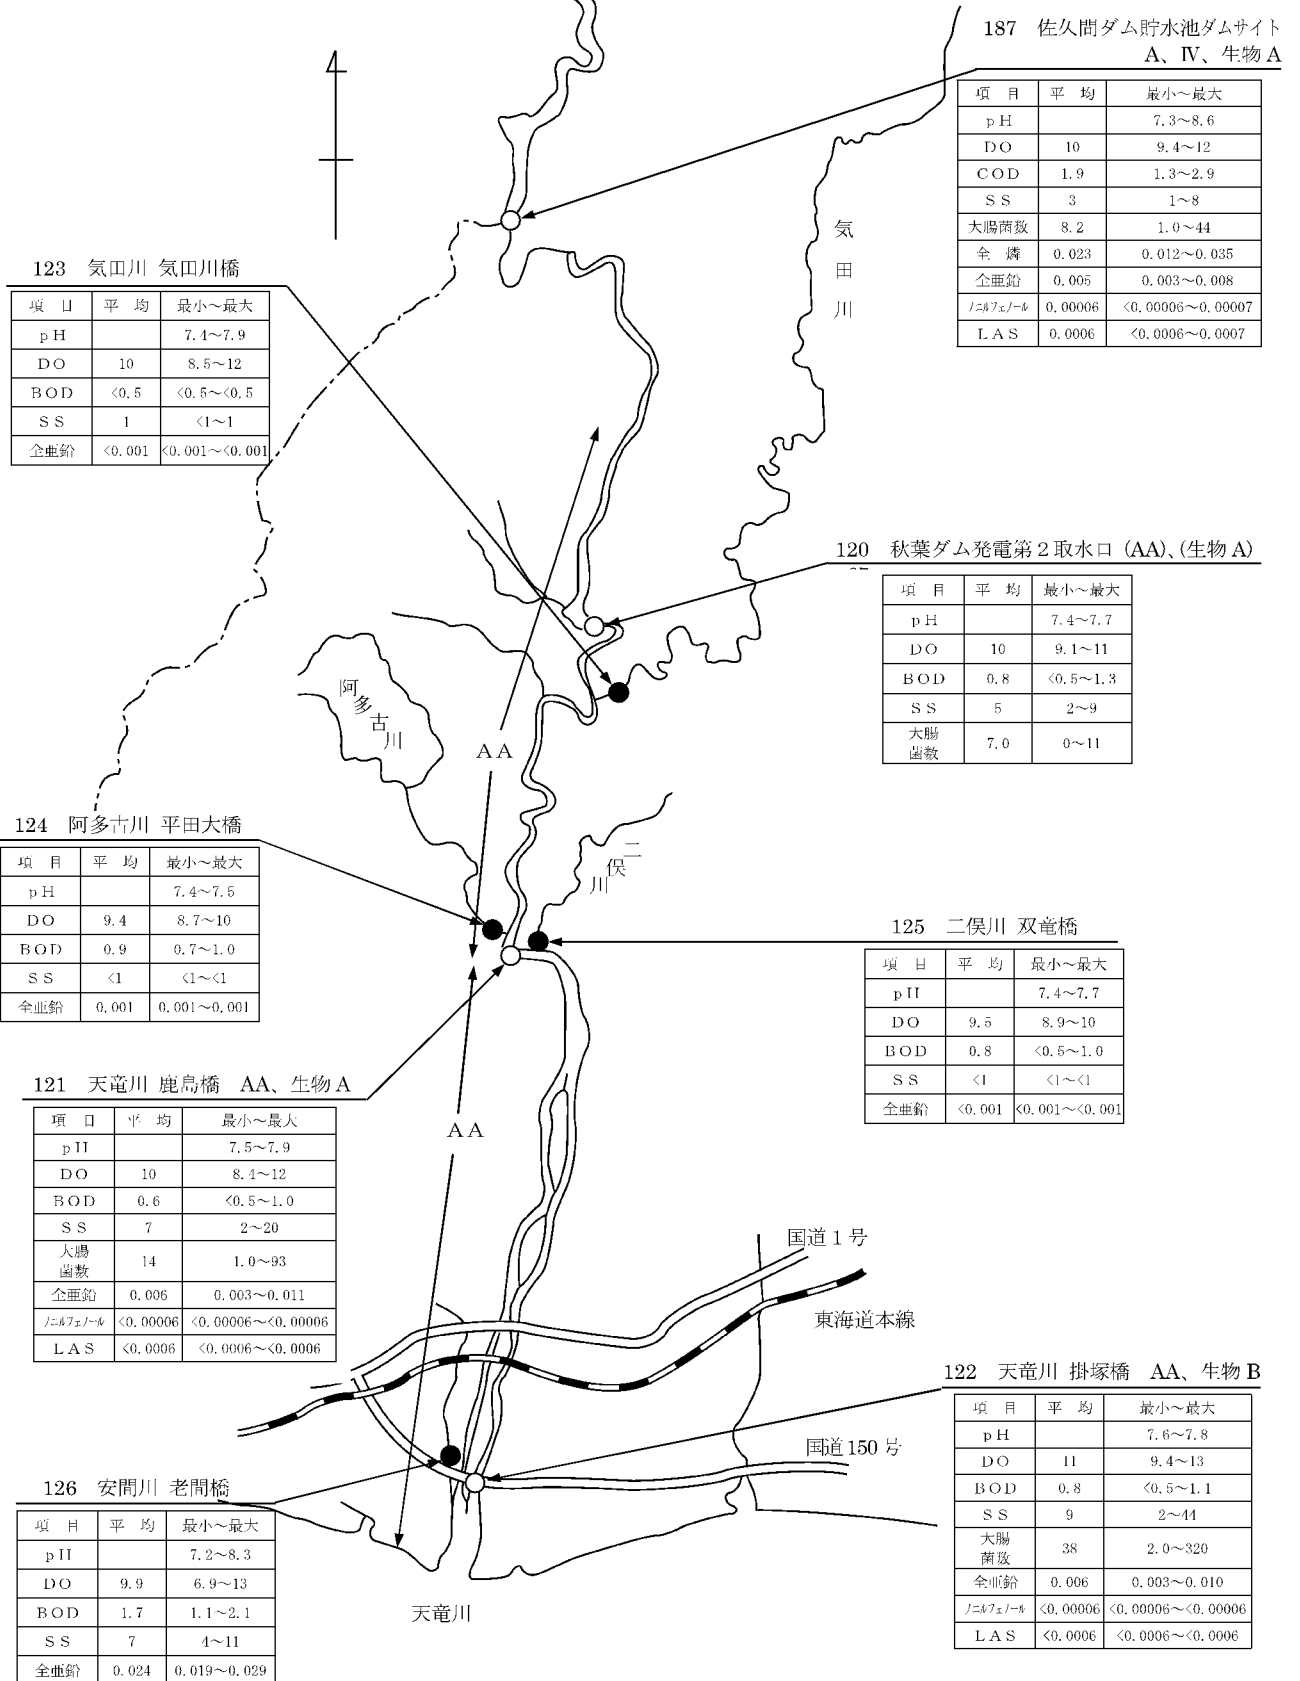 187 佐久間ダム貯水池ダムサイト
A、Ⅳ、生物 A
項 目 平 均 最小～最大
pH 7.3～8.6
DO 10 9.4～12
COD 1.9 1.3～2.9
SS 3 1～8
大腸菌数 8.2 1.0～44
全 燐 0.023 0.012～0.035
全亜鉛 0.005 0.003～0.008
ノニルフェノール 0.00006 <0.00006～0.00007
LAS 0.0006 <0.0006～0.0007
気田川
123 気田川 気田川橋
項 目 平 均 最小～最大
pH 7.4～7.9
DO 10 8.5～12
BOD <0.5 <0.5～<0.5
SS 1 <1～1
全亜鉛 <0.001 <0.001～<0.001
120 秋葉ダム発電第２取水口 (AA)、(生物 A)
項 目 平 均 最小～最大
pH 7.4～7.7
DO 10 9.1～11
BOD 0.8 <0.5～1.3
SS 5 2～9
大腸菌数 7.0 0～11
阿多古川
AA
124 阿多古川 平田大橋
項 目 平 均 最小～最大
pH 7.4～7.5
DO 9.4 8.7～10
BOD 0.9 0.7～1.0
SS <1 <1～<1
全亜鉛 0.001 0.001～0.001
二俣川
125 二俣川 双竜橋
項 目 平 均 最小～最大
pH 7.4～7.7
DO 9.5 8.9～10
BOD 0.8 <0.5～1.0
SS <1 <1～<1
全亜鉛 <0.001 <0.001～<0.001
121 天竜川 鹿島橋 AA、生物 A
項 目 平 均 最小～最大
pH 7.5～7.9
DO 10 8.4～12
BOD 0.6 <0.5～1.0
SS 7 2～20
大腸菌数 14 1.0～93
全亜鉛 0.006 0.003～0.011
ノニルフェノール <0.00006 <0.00006～<0.00006
LAS <0.0006 <0.0006～<0.0006
AA
国道 1 号
東海道本線
122 天竜川 掛塚橋 AA、生物 B
項 目 平 均 最小～最大
pH 7.6～7.8
DO 11 9.4～13
BOD 0.8 <0.5～1.1
SS 9 2～44
大腸菌数 38 2.0～320
全亜鉛 0.006 0.003～0.010
ノニルフェノール <0.00006 <0.00006～<0.00006
LAS <0.0006 <0.0006～<0.0006
国道 150 号
126 安間川 老間橋
項 目 平 均 最小～最大
pH 7.2～8.3
DO 9.9 6.9～13
BOD 1.7 1.1～2.1
SS 7 4～11
全亜鉛 0.024 0.019～0.029
天竜川